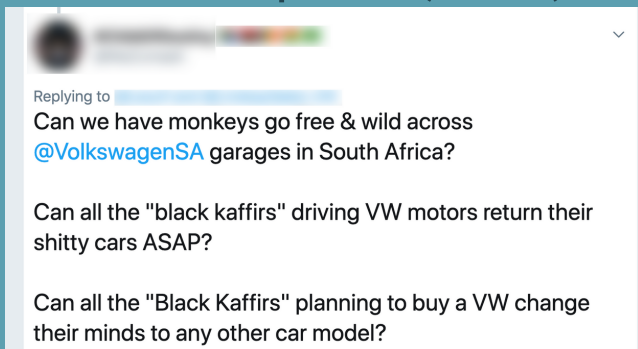 Replying to
Can we have monkeys go free & wild across
@VolkswagenSA garages in South Africa?
Can all the "black kaffirs" driving VW motors return their
shitty cars ASAP?
Can all the "Black Kaffirs" planning to buy a VW change
their minds to any other car model?